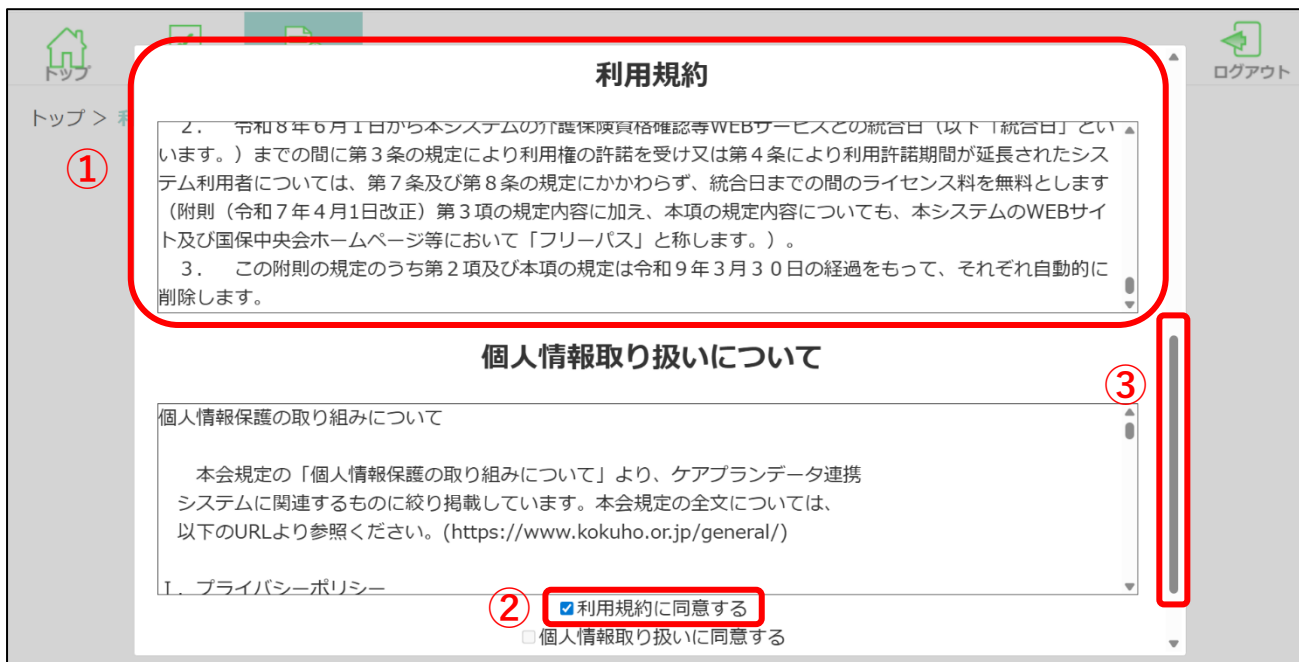 トップ
ログアウト
トップ >
①
利用規約
2. 令和8年6月1日から本システムの介護保険資格確認等WEBサービスとの統合日(以下「統合日」とい
います。)までの間に第3条の規定により利用権の許諾を受け又は第4条により利用許諾期間が延長されたシス
テム利用者については、第7条及び第8条の規定にかかわらず、統合日までの間のライセンス料を無料とします
(附則(令和7年4月1日改正)第3項の規定内容に加え、本項の規定内容についても、本システムのWEBサイ
ト及び国保中央会ホームページ等において「フリーパス」と称します。)。
3. この附則の規定のうち第2項及び本項の規定は令和9年3月30日の経過をもって、それぞれ自動的に
削除します。
個人情報取り扱いについて
③
個人情報保護の取り組みについて
本会規定の「個人情報保護の取り組みについて」より、ケアプランデータ連携
システムに関連するものに絞り掲載しています。本会規定の全文については、
以下のURLより参照ください。(https://www.kokuho.or.jp/general/)
Ⅰ. プライバシーポリシー
②
利用規約に同意する
個人情報取り扱いに同意する